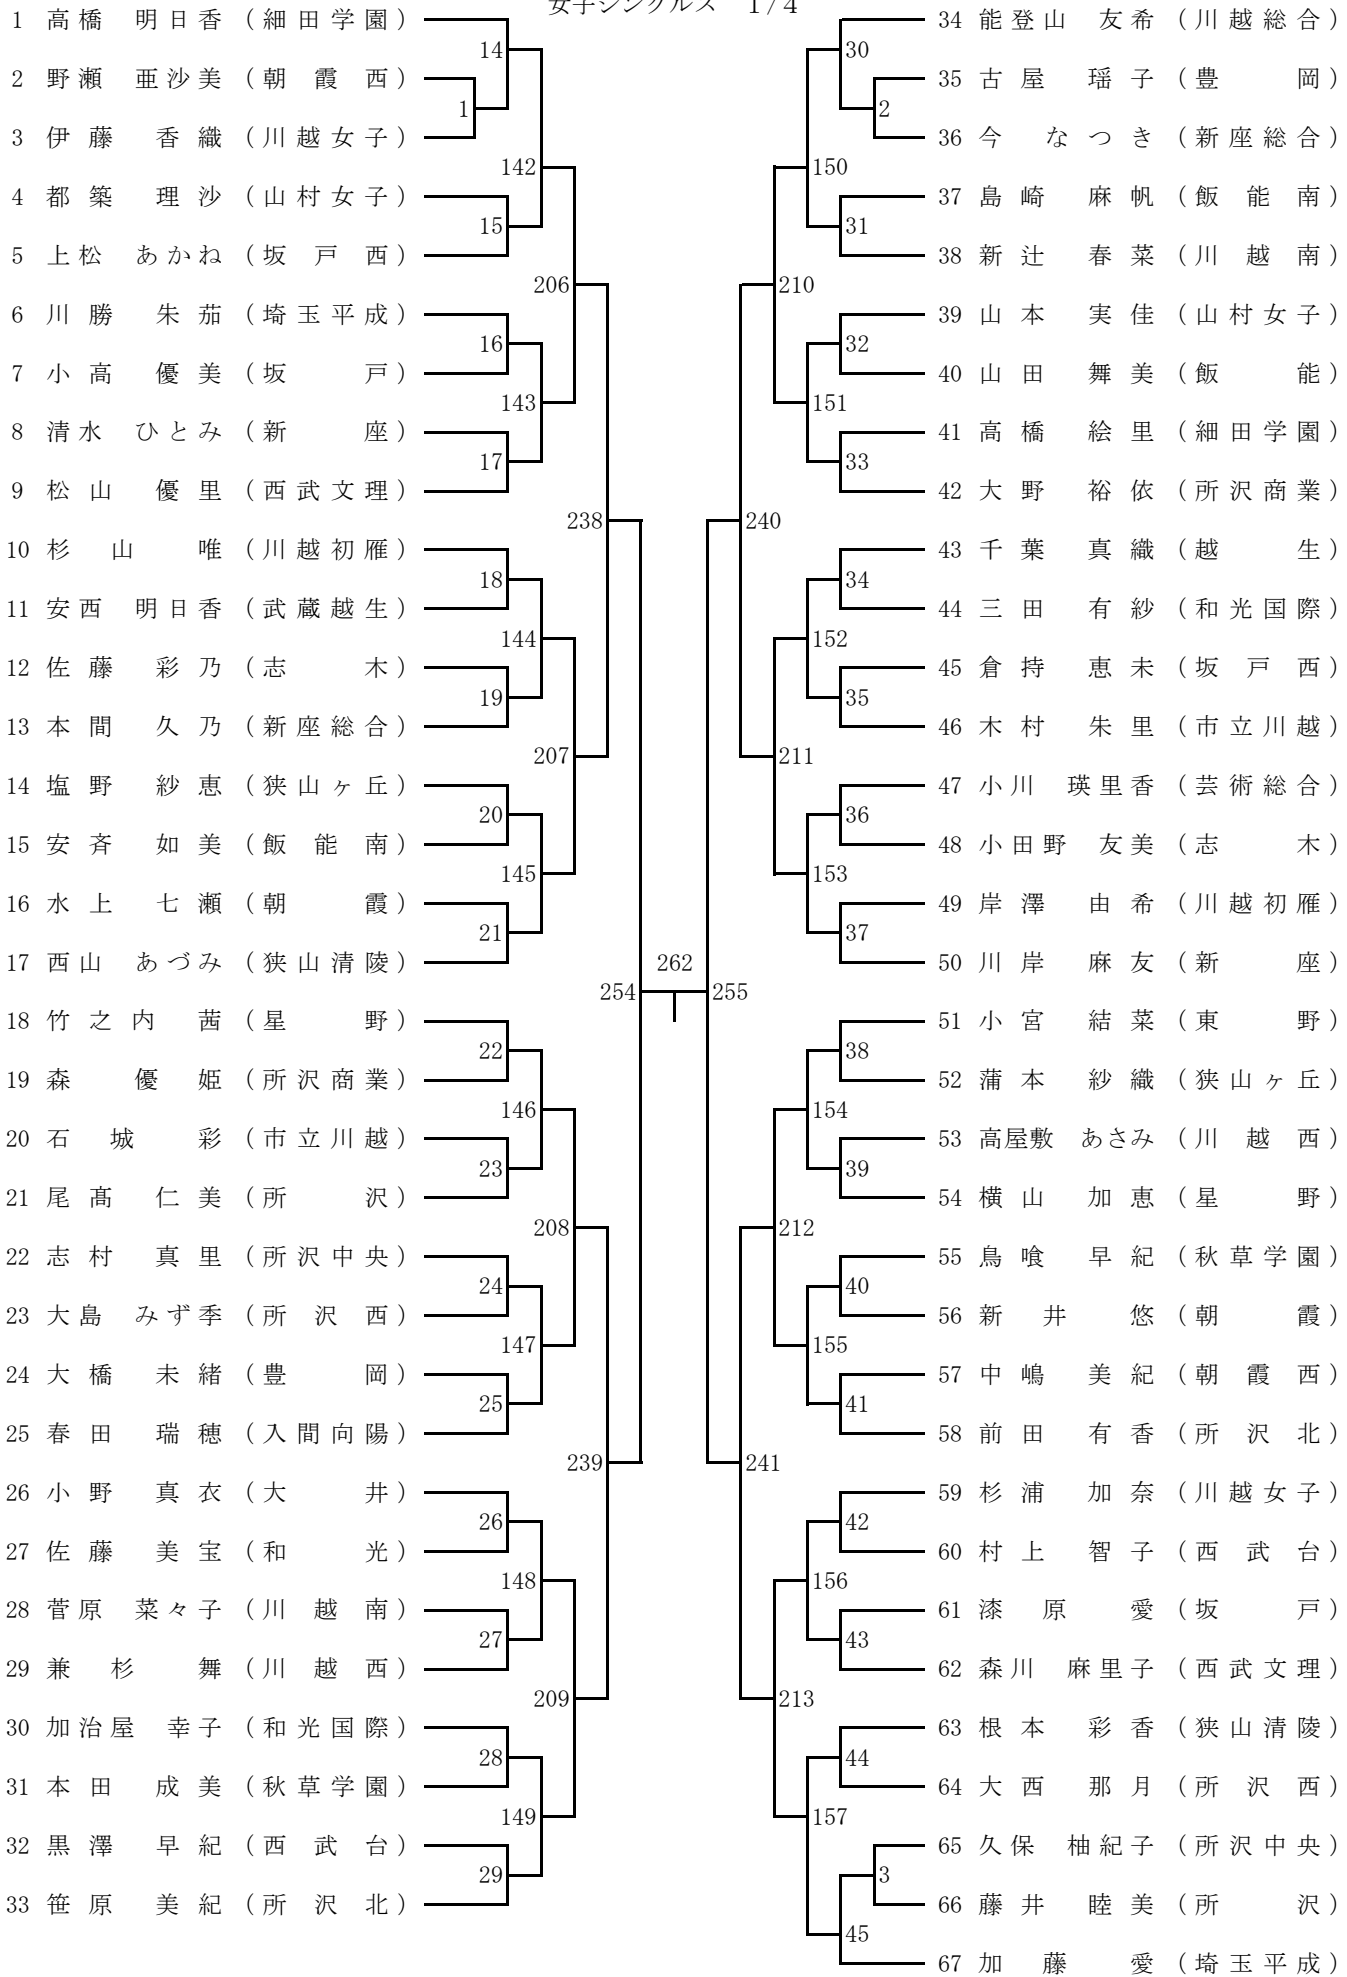 女子シングルス 1/4
1 高橋 明日香 (細田学園)
2 野瀬 亜沙美 (朝霞西)
3 伊藤 香織 (川越女子)
4 都築 理沙 (山村女子)
5 上松 あかね (坂戸西)
6 川勝 朱茄 (埼玉平成)
7 小高 優美 (坂戸)
8 清水 ひとみ (新座)
9 松山 優里 (西武文理)
10 杉山 唯 (川越初雁)
11 安西 明日香 (武蔵越生)
12 佐藤 彩乃 (志木)
13 本間 久乃 (新座総合)
14 塩野 紗恵 (狭山ヶ丘)
15 安斉 如美 (飯能南)
16 水上 七瀬 (朝霞)
17 西山 あづみ (狭山清陵)
18 竹之内 茜 (星野)
19 森 優姫 (所沢商業)
20 石城 彩 (市立川越)
21 尾髙 仁美 (所沢)
22 志村 真里 (所沢中央)
23 大島 みず季 (所沢西)
24 大橋 未緒 (豊岡)
25 春田 瑞穂 (入間向陽)
26 小野 真衣 (大井)
27 佐藤 美宝 (和光)
28 菅原 菜々子 (川越南)
29 兼杉 舞 (川越西)
30 加治屋 幸子 (和光国際)
31 本田 成美 (秋草学園)
32 黒澤 早紀 (西武台)
33 笹原 美紀 (所沢北)
14
1
15
16
17
18
19
20
21
22
23
24
25
26
27
28
29
142
143
144
145
146
147
148
149
206
207
208
209
238
239
254
262
255
240
241
210
211
212
213
150
151
152
153
154
155
156
157
30
2
31
32
33
34
35
36
37
38
39
40
41
42
43
44
3
45
34 能登山 友希 (川越総合)
35 古屋 瑶子 (豊岡)
36 今 なつき (新座総合)
37 島崎 麻帆 (飯能南)
38 新辻 春菜 (川越南)
39 山本 実佳 (山村女子)
40 山田 舞美 (飯能)
41 高橋 絵里 (細田学園)
42 大野 裕依 (所沢商業)
43 千葉 真織 (越生)
44 三田 有紗 (和光国際)
45 倉持 恵未 (坂戸西)
46 木村 朱里 (市立川越)
47 小川 瑛里香 (芸術総合)
48 小田野 友美 (志木)
49 岸澤 由希 (川越初雁)
50 川岸 麻友 (新座)
51 小宮 結菜 (東野)
52 蒲本 紗織 (狭山ヶ丘)
53 高屋敷 あさみ (川越西)
54 横山 加恵 (星野)
55 鳥喰 早紀 (秋草学園)
56 新井 悠 (朝霞)
57 中嶋 美紀 (朝霞西)
58 前田 有香 (所沢北)
59 杉浦 加奈 (川越女子)
60 村上 智子 (西武台)
61 漆原 愛 (坂戸)
62 森川 麻里子 (西武文理)
63 根本 彩香 (狭山清陵)
64 大西 那月 (所沢西)
65 久保 柚紀子 (所沢中央)
66 藤井 睦美 (所沢)
67 加藤 愛 (埼玉平成)